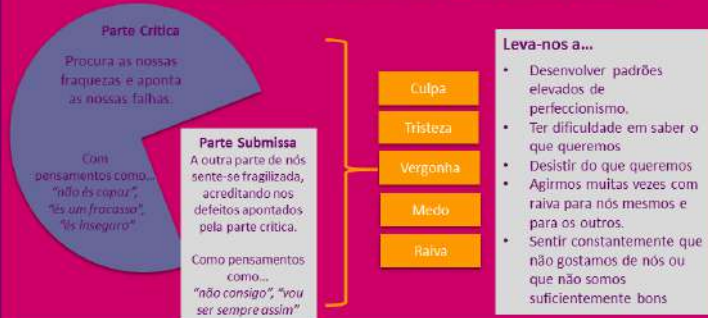 Parte Crítica
Procura as nossas
fraquezas e aponta
as nossas falhas.
Com
pensamentos como...
"não és capaz",
"és um fracasso",
"és inseguro".
Parte Submissa
A outra parte de nós
sente-se fragilizada,
acreditando nos
defeitos apontados
pela parte crítica.
Como pensamentos
como...
"não consigo", "vou
ser sempre assim"
Culpa
Tristeza
Vergonha
Medo
Raiva
Leva-nos a...
• Desenvolver padrões
elevados de
perfeccionismo.
• Ter dificuldade em saber o
que queremos
• Desistir do que queremos
• Agirmos muitas vezes com
raiva para nós mesmos e
para os outros.
• Sentir constantemente que
não gostamos de nós ou
que não somos
suficientemente bons